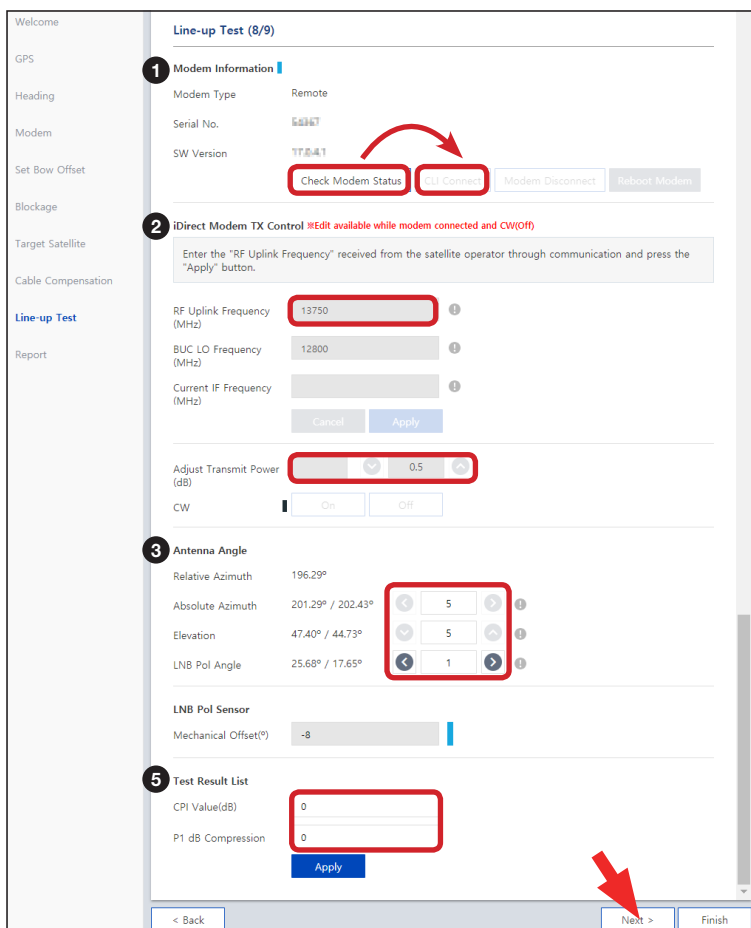 Welcome
GPS
Heading
Modem
Set Bow Offset
Blockage
Target Satellite
Cable Compensation
Line-up Test
Report
Line-up Test (8/9)
1 Modem Information
Modem Type Remote
Serial No.
SW Version
Check Modem Status CLI Connect Modem Disconnect Reboot Modem
2 iDirect Modem TX Control ※Edit available while modem connected and CW(Off)
Enter the "RF Uplink Frequency" received from the satellite operator through communication and press the
"Apply" button.
RF Uplink Frequency 13750
(MHz)
BUC LO Frequency 12800
(MHz)
Current IF Frequency
(MHz)
Cancel Apply
Adjust Transmit Power 0.5
(dB)
CW On Off
3 Antenna Angle
Relative Azimuth 196.29º
Absolute Azimuth 201.29º / 202.43º 5
Elevation 47.40º / 44.73º 5
LNB Pol Angle 25.68º / 17.65º 1
LNB Pol Sensor
Mechanical Offset(º) -8
5 Test Result List
CPI Value(dB) 0
P1 dB Compression 0
Apply
< Back Next > Finish